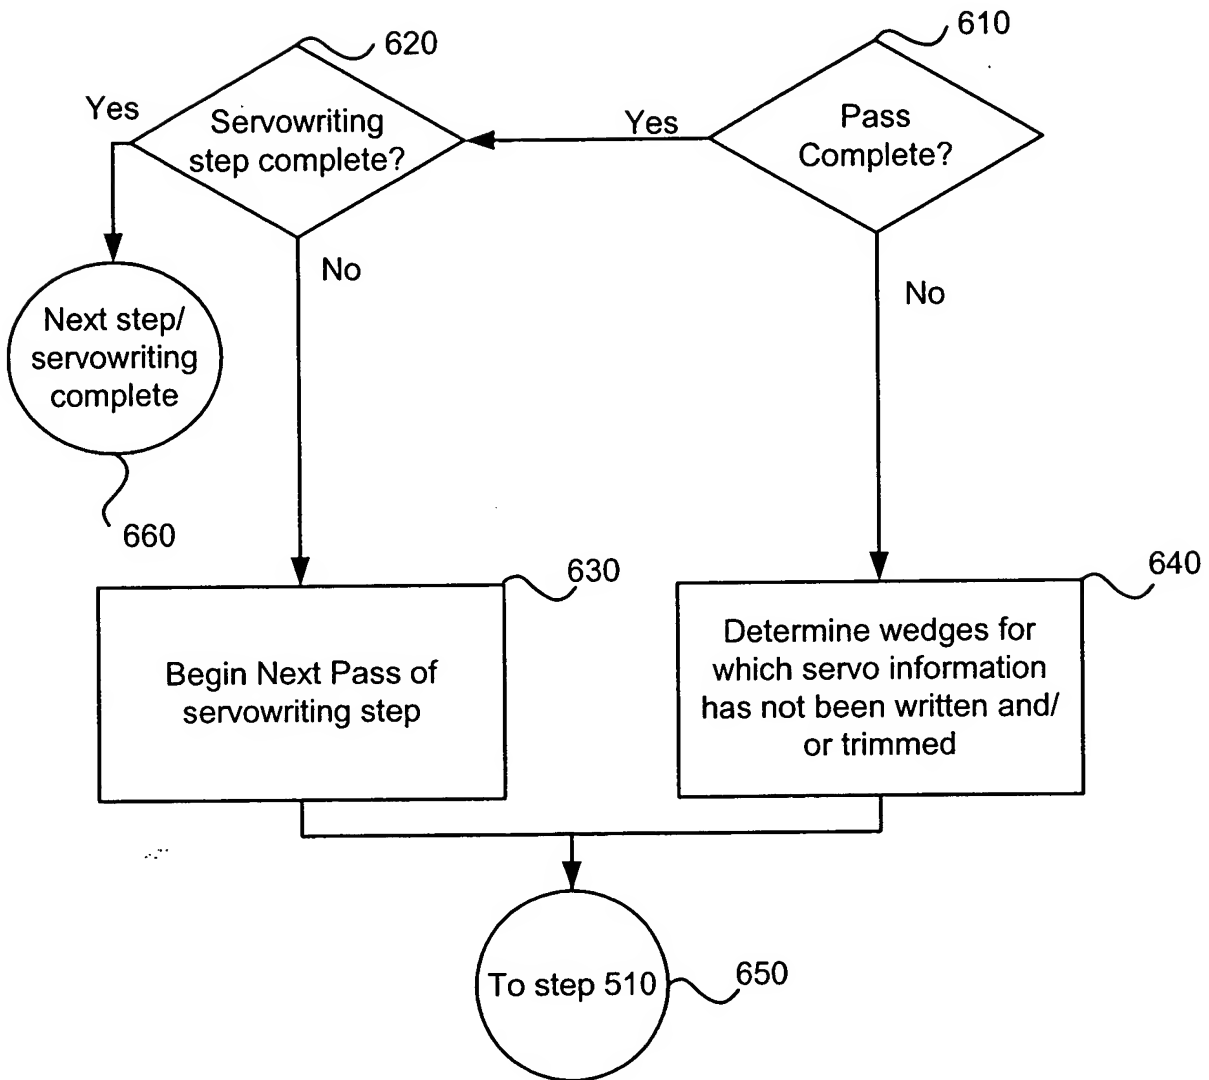 620
610
Yes
Servowriting
step complete?
Yes
Pass
Complete?
No
No
Next step/
servowriting
complete
660
630
640
Begin Next Pass of
servowriting step
Determine wedges for
which servo information
has not been written and/
or trimmed
To step 510
650